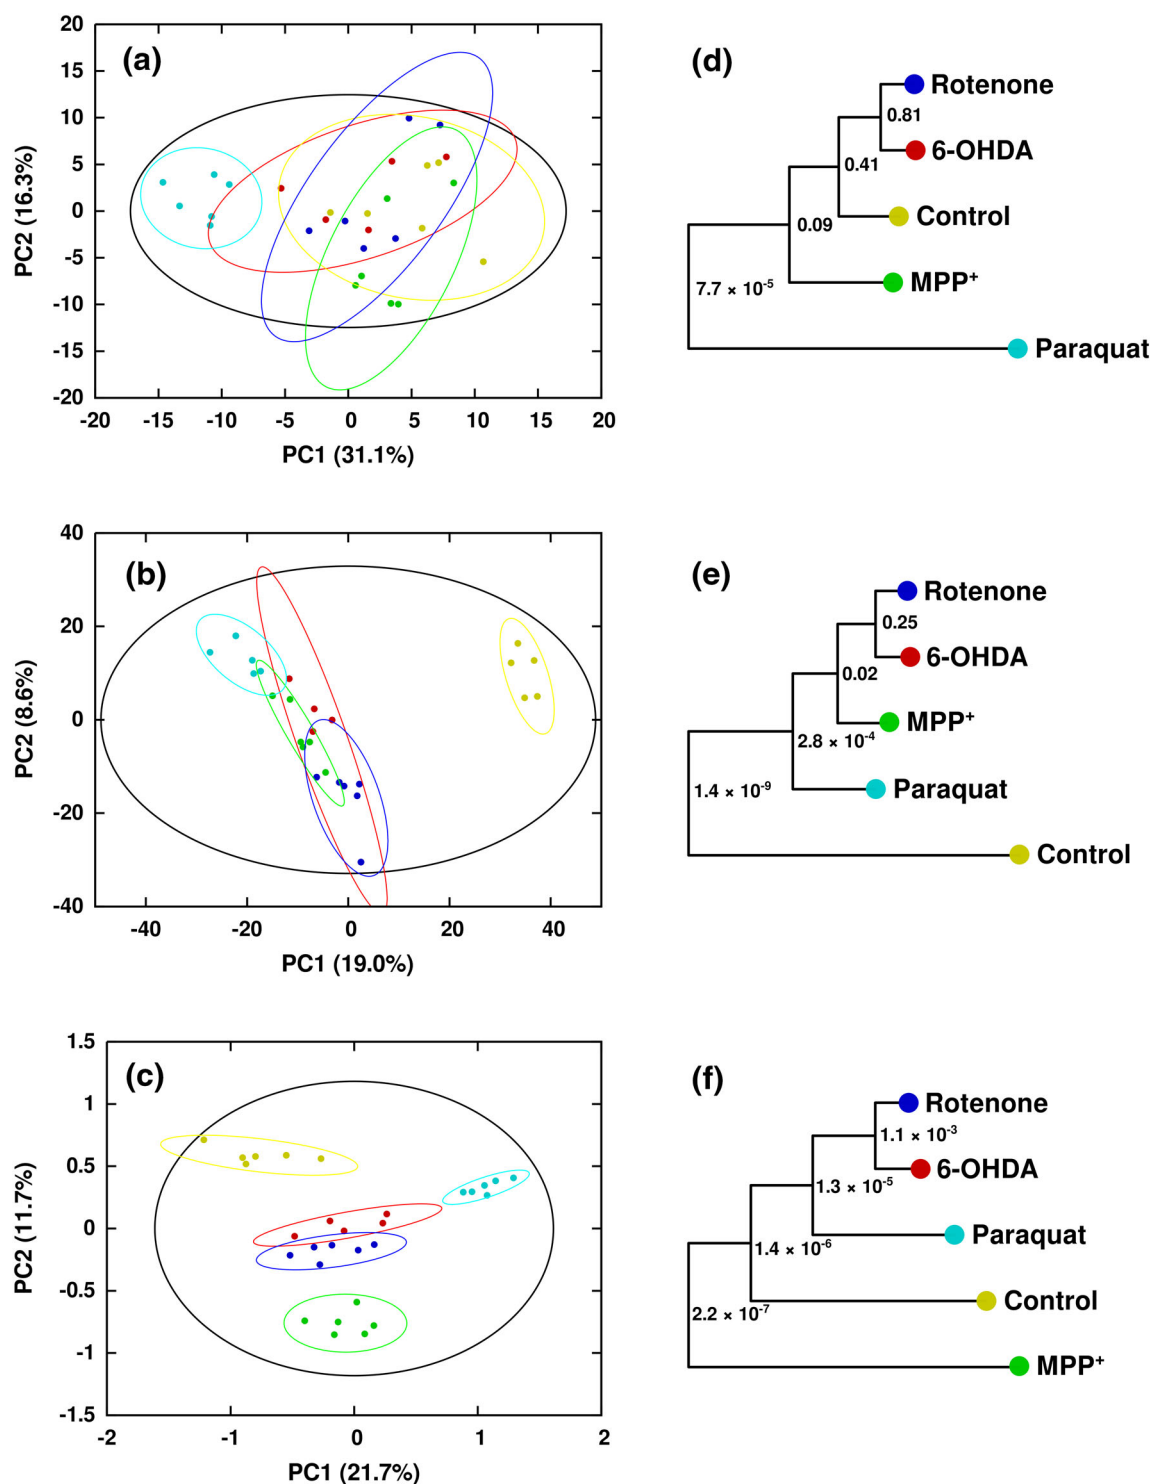 (a)
20
15
10
5
0
-5
-10
-15
-20
PC2 (16.3%)
-20 -15 -10 -5 0 5 10 15 20
PC1 (31.1%)
(d)
Rotenone
0.81
6-OHDA
0.41
Control
0.09
MPP⁺
7.7 × 10⁻⁵
Paraquat
(b)
40
20
0
-20
-40
PC2 (8.6%)
-40 -20 0 20 40
PC1 (19.0%)
(e)
Rotenone
0.25
6-OHDA
0.02
MPP⁺
2.8 × 10⁻⁴
1.4 × 10⁻⁹
Paraquat
Control
(c)
1.5
1
0.5
0
-0.5
-1
-1.5
PC2 (11.7%)
-2 -1 0 1 2
PC1 (21.7%)
(f)
Rotenone
1.1 × 10⁻³
6-OHDA
1.3 × 10⁻⁵
Paraquat
1.4 × 10⁻⁶
Control
2.2 × 10⁻⁷
MPP⁺